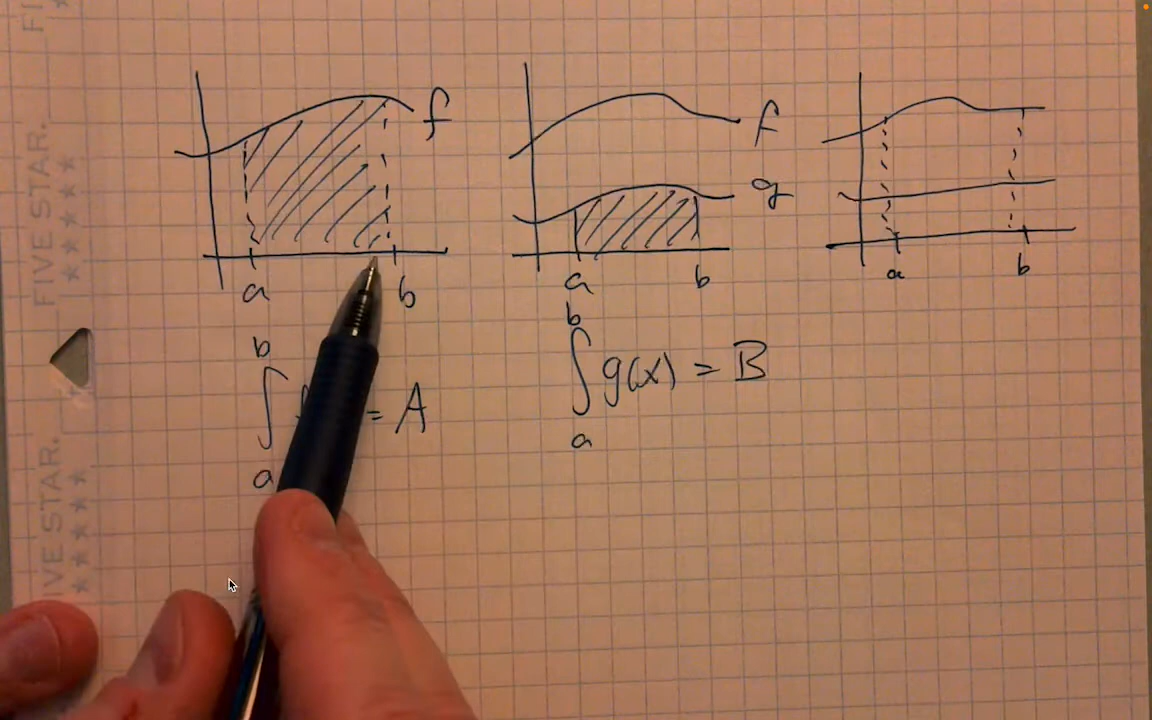 FIVE STAR.
FIVE STAR.
f
f
g
a b
a b
a b
b
∫ = A
a
b
∫ g(x) = B
a